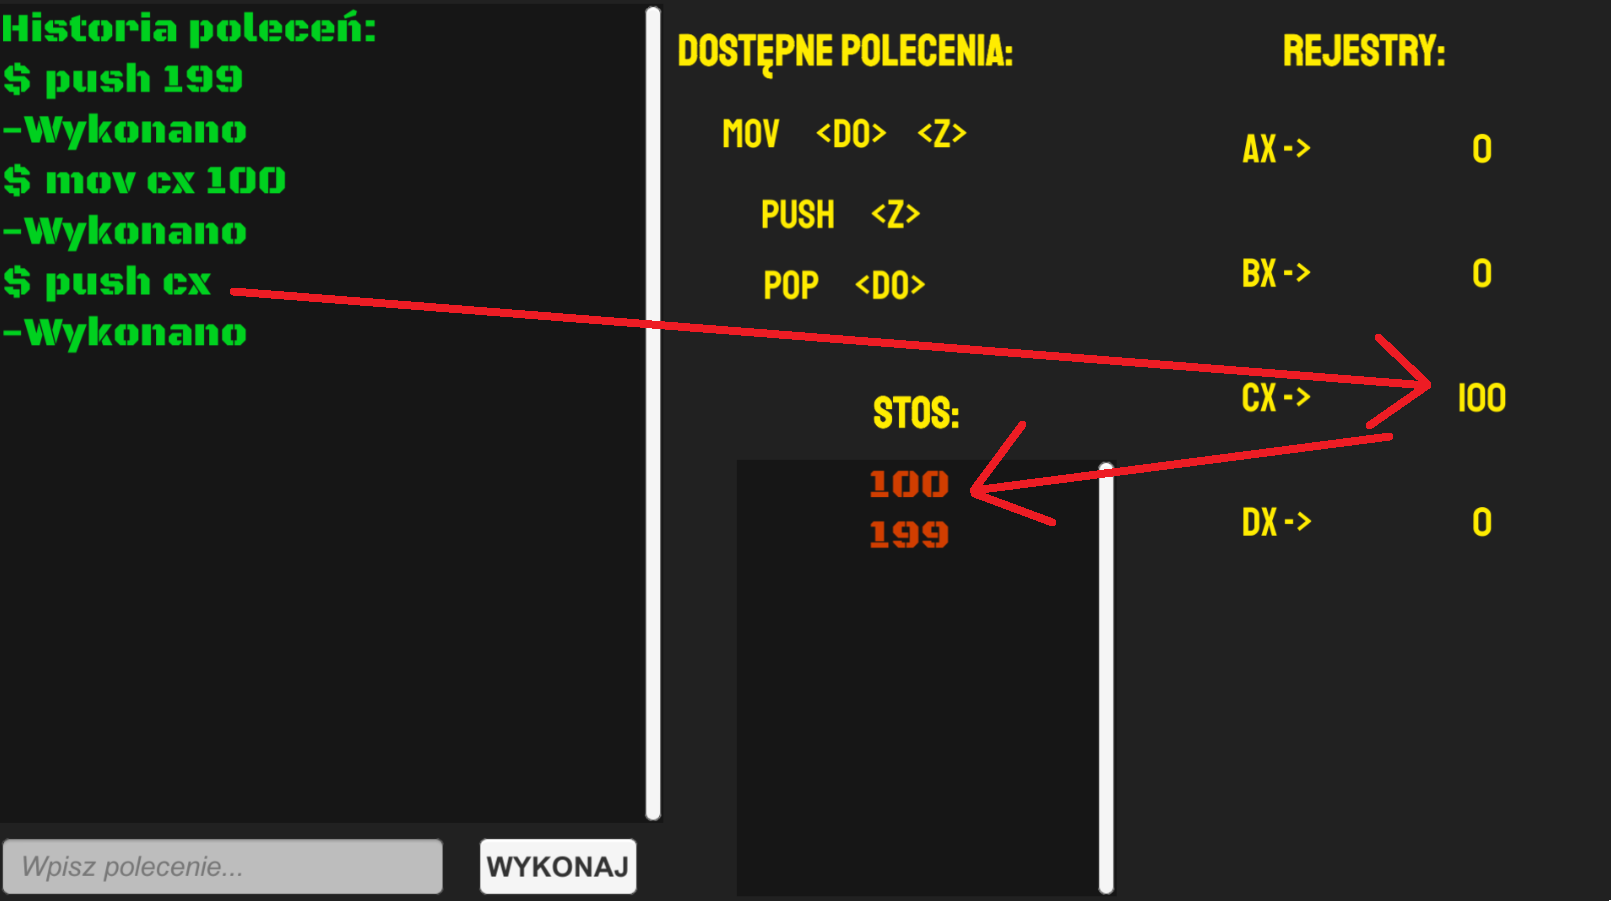 Historia poleceń:
$ push 199
-Wykonano
$ mov cx 100
-Wykonano
$ push cx
-Wykonano
Wpisz polecenie...
WYKONAJ
DOSTĘPNE POLECENIA:
MOV <DO> <Z>
PUSH <Z>
POP <DO>
STOS:
100
199
REJESTRY:
AX -> 0
BX -> 0
CX -> 100
DX -> 0